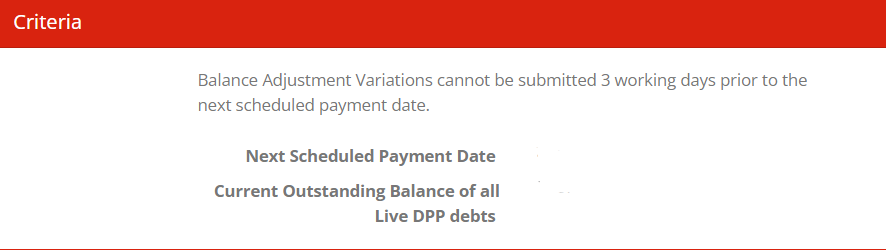 Criteria
Balance Adjustment Variations cannot be submitted 3 working days prior to the
next scheduled payment date.
Next Scheduled Payment Date
Current Outstanding Balance of all
Live DPP debts